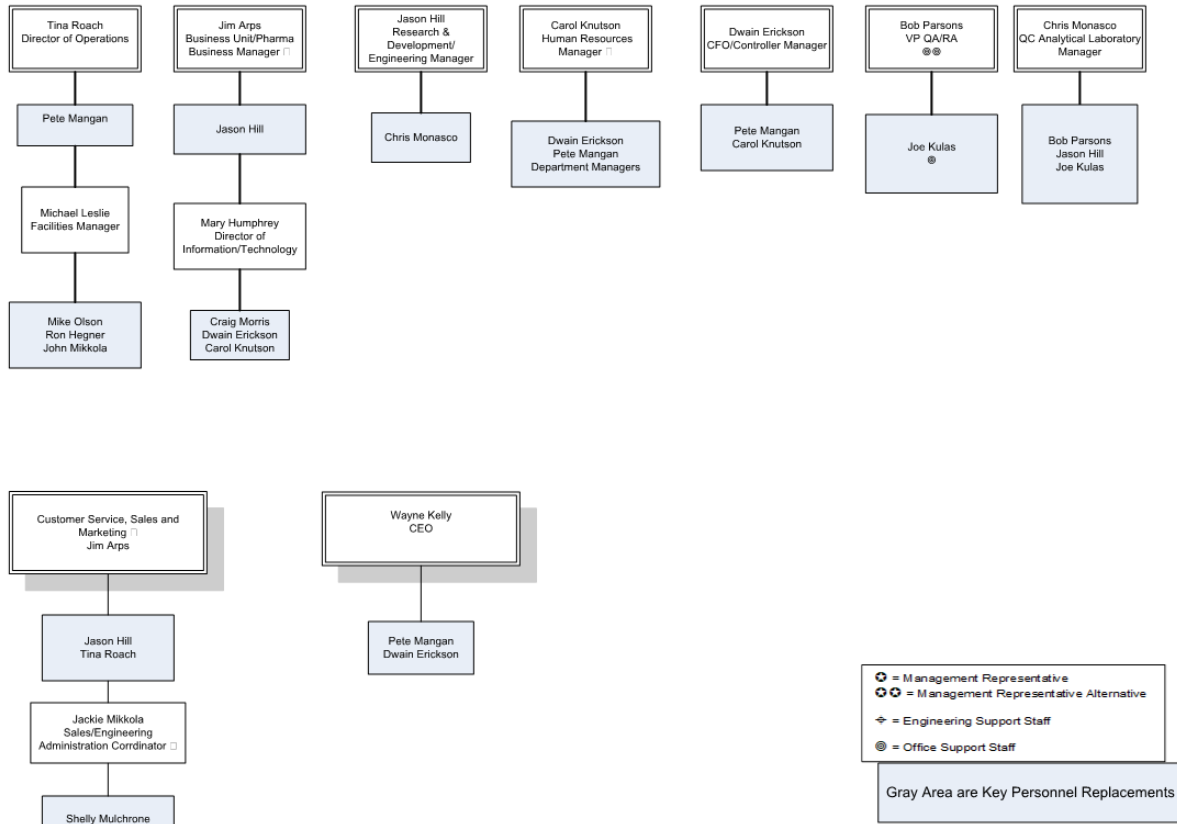 Tina Roach
Director of Operations
Pete Mangan
Michael Leslie
Facilities Manager
Mike Olson
Ron Hegner
John Mikkola
Jim Arps
Business Unit/Pharma
Business Manager □
Jason Hill
Mary Humphrey
Director of
Information/Technology
Craig Morris
Dwain Erickson
Carol Knutson
Jason Hill
Research &
Development/
Engineering Manager
Chris Monasco
Carol Knutson
Human Resources
Manager □
Dwain Erickson
Pete Mangan
Department Managers
Dwain Erickson
CFO/Controller Manager
Pete Mangan
Carol Knutson
Bob Parsons
VP QA/RA
◎◎
Joe Kulas
◎
Chris Monasco
QC Analytical Laboratory
Manager
Bob Parsons
Jason Hill
Joe Kulas
Customer Service, Sales and
Marketing □
Jim Arps
Jason Hill
Tina Roach
Jackie Mikkola
Sales/Engineering
Administration Corrdinator □
Shelly Mulchrone
Wayne Kelly
CEO
Pete Mangan
Dwain Erickson
✪ = Management Representative
✪✪ = Management Representative Alternative
⌖ = Engineering Support Staff
◎ = Office Support Staff
Gray Area are Key Personnel Replacements